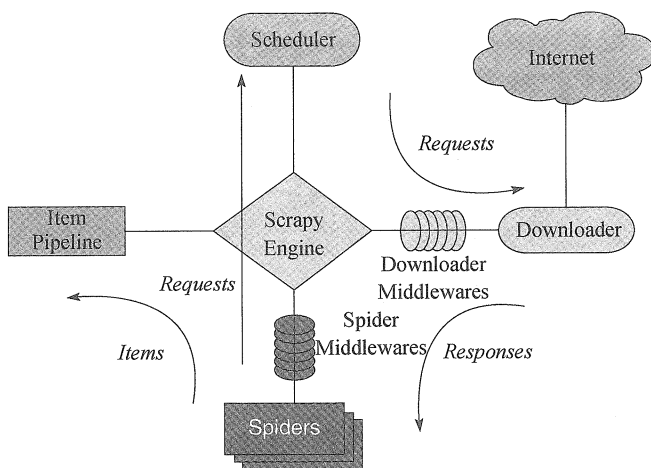 Scheduler
Internet
Requests
Item
Pipeline
Scrapy
Engine
Downloader
Downloader
Middlewares
Requests
Spider
Middlewares
Items
Responses
Spiders